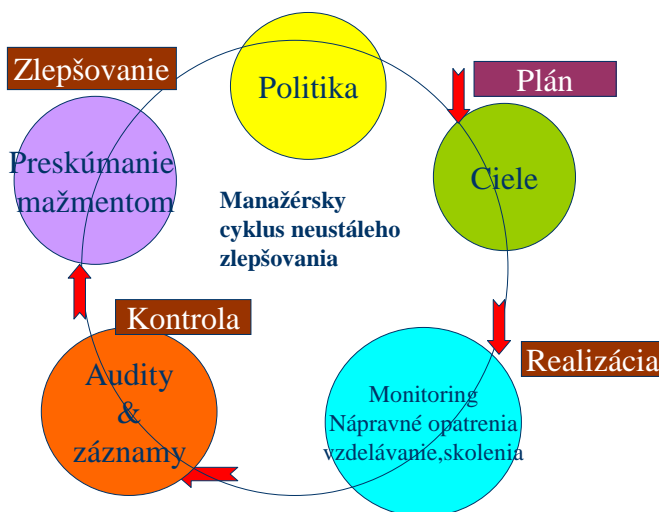 Zlepšovanie
Politika
Plán
Preskúmanie
mažmentom
Ciele
Manažérsky
cyklus neustáleho
zlepšovania
Kontrola
Realizácia
Audity
&
záznamy
Monitoring
Nápravné opatrenia
vzdelávanie,skolenia